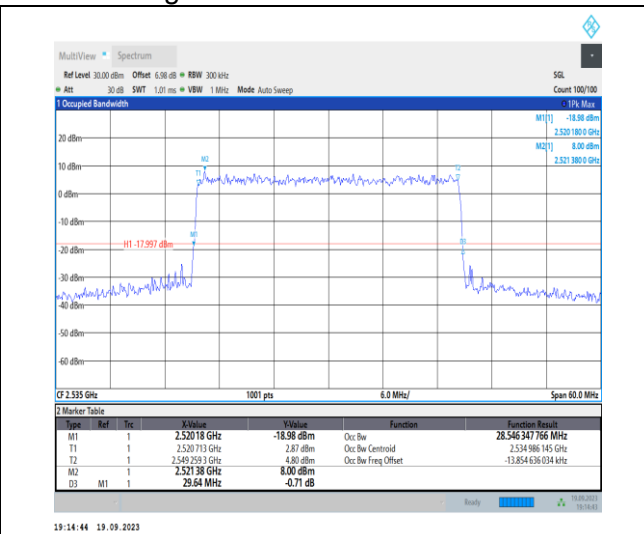 MultiView Spectrum
Ref Level 30.00 dBm Offset 6.98 dB RBW 300 kHz SGL
Att 30 dB SWT 1.01 ms VBW 1 MHz Mode Auto Sweep Count 100/100
1 Occupied Bandwidth 1Pk Max
M1[1] -18.98 dBm
2.520 180 0 GHz
M2[1] 8.00 dBm
2.521 380 0 GHz
20 dBm
M2
10 dBm
T1
T2
0 dBm
-10 dBm
M1
H1 -17.997 dBm
-20 dBm
-30 dBm
-40 dBm
-50 dBm
-60 dBm
CF 2.535 GHz 1001 pts 6.0 MHz/ Span 60.0 MHz
2 Marker Table
Type Ref Trc X-Value Y-Value Function Function Result
M1 1 2.52018 GHz -18.98 dBm Occ Bw 28.546 347 766 MHz
T1 1 2.520 713 GHz 2.87 dBm Occ Bw Centroid 2.534 986 145 GHz
T2 1 2.549 259 3 GHz 4.80 dBm Occ Bw Freq Offset -13.854 636 034 kHz
M2 1 2.521 38 GHz 8.00 dBm
D3 M1 1 29.64 MHz -0.71 dB
Ready 19.09.2023
19:14:43
19:14:44 19.09.2023